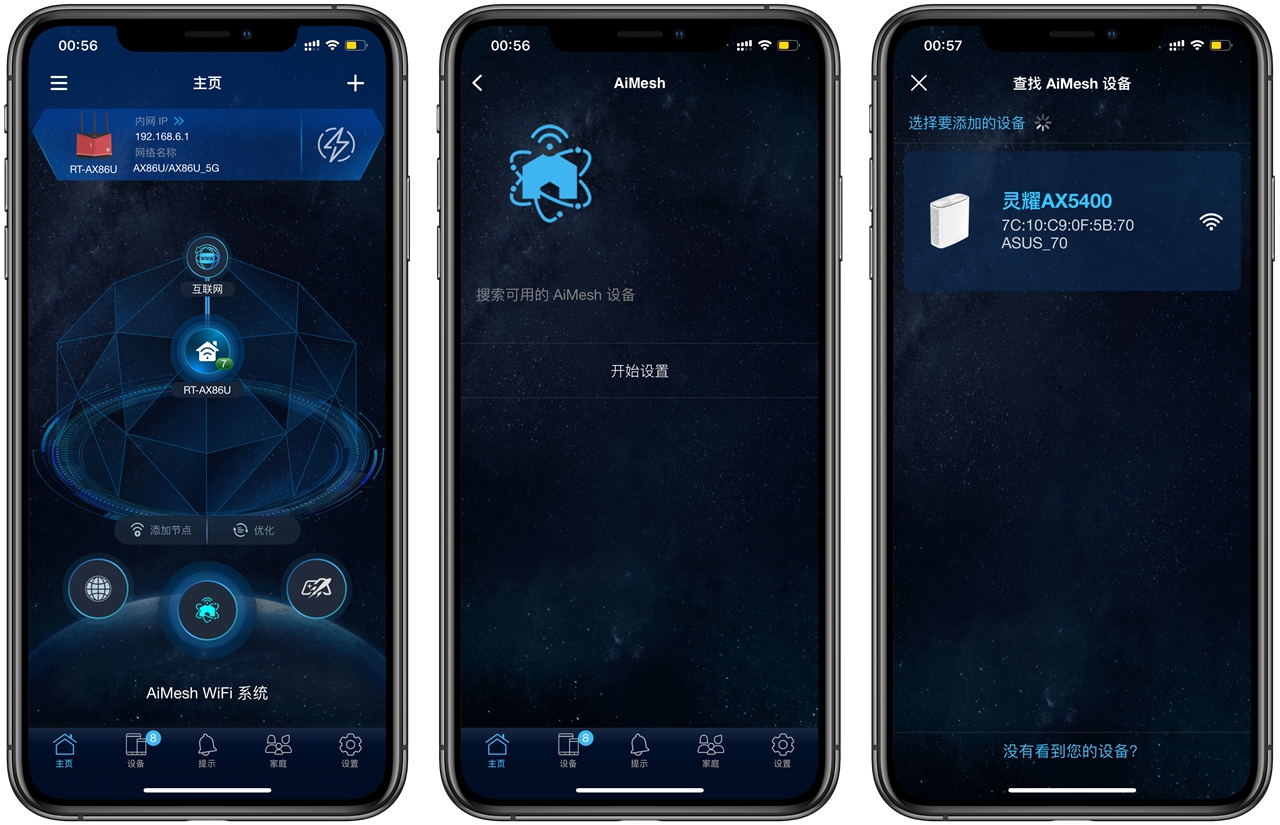 00:56
主页
内网 IP
192.168.6.1
网络名称
RT-AX86U
AX86U/AX86U_5G
WWW
互联网
7
RT-AX86U
添加节点
优化
AiMesh WiFi 系统
8
主页
设备
提示
家庭
设置
00:56
AiMesh
搜索可用的 AiMesh 设备
开始设置
8
主页
设备
提示
家庭
设置
00:57
查找 AiMesh 设备
选择要添加的设备
灵耀AX5400
7C:10:C9:0F:5B:70
ASUS_70
没有看到您的设备?